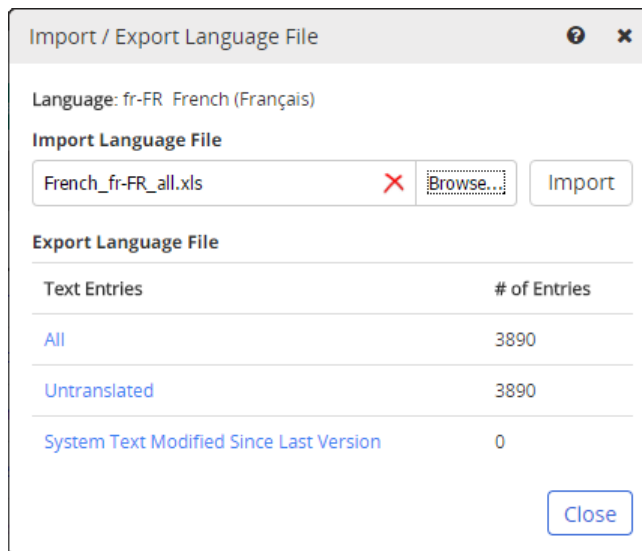 Import / Export Language File
Language: fr-FR French (Français)
Import Language File
French_fr-FR_all.xls Browse... Import
Export Language File
Text Entries # of Entries
All 3890
Untranslated 3890
System Text Modified Since Last Version 0
Close